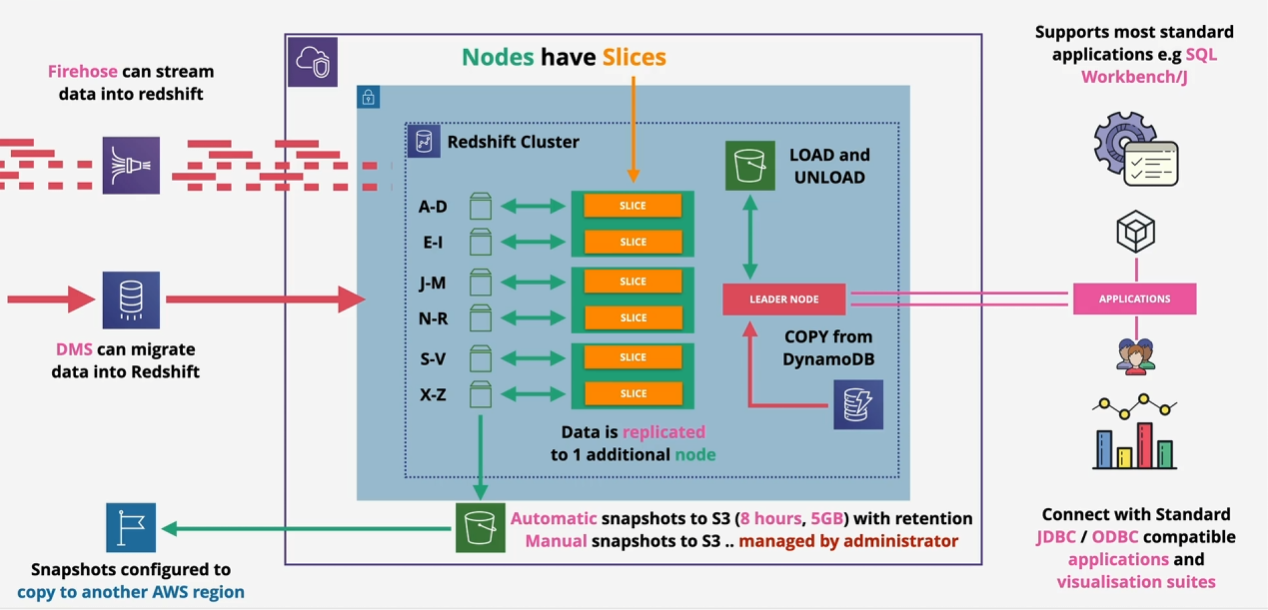 Nodes have Slices
Supports most standard
applications e.g SQL
Workbench/J
Firehose can stream
data into redshift
Redshift Cluster
LOAD and
UNLOAD
A-D
SLICE
E-I
SLICE
J-M
SLICE
N-R
SLICE
S-V
SLICE
X-Z
SLICE
LEADER NODE
APPLICATIONS
COPY from
DynamoDB
DMS can migrate
data into Redshift
Data is replicated
to 1 additional node
Automatic snapshots to S3 (8 hours, 5GB) with retention
Manual snapshots to S3 .. managed by administrator
Snapshots configured to
copy to another AWS region
Connect with Standard
JDBC / ODBC compatible
applications and
visualisation suites